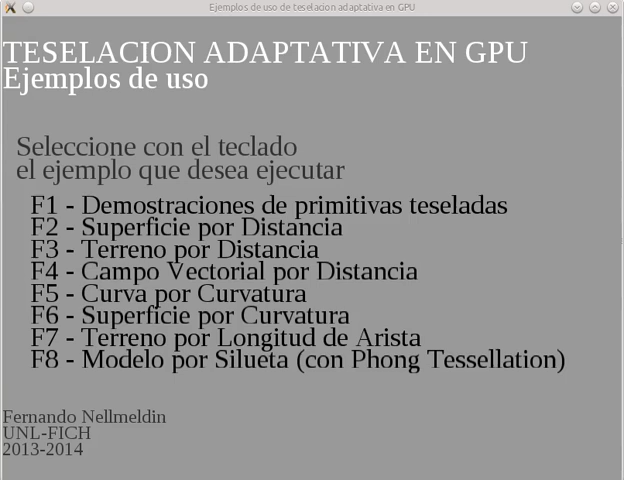 Ejemplos de uso de teselacion adaptativa en GPU
TESELACION ADAPTATIVA EN GPU
Ejemplos de uso
Seleccione con el teclado
el ejemplo que desea ejecutar
F1 - Demostraciones de primitivas teseladas
F2 - Superficie por Distancia
F3 - Terreno por Distancia
F4 - Campo Vectorial por Distancia
F5 - Curva por Curvatura
F6 - Superficie por Curvatura
F7 - Terreno por Longitud de Arista
F8 - Modelo por Silueta (con Phong Tessellation)
Fernando Nellmeldin
UNL-FICH
2013-2014